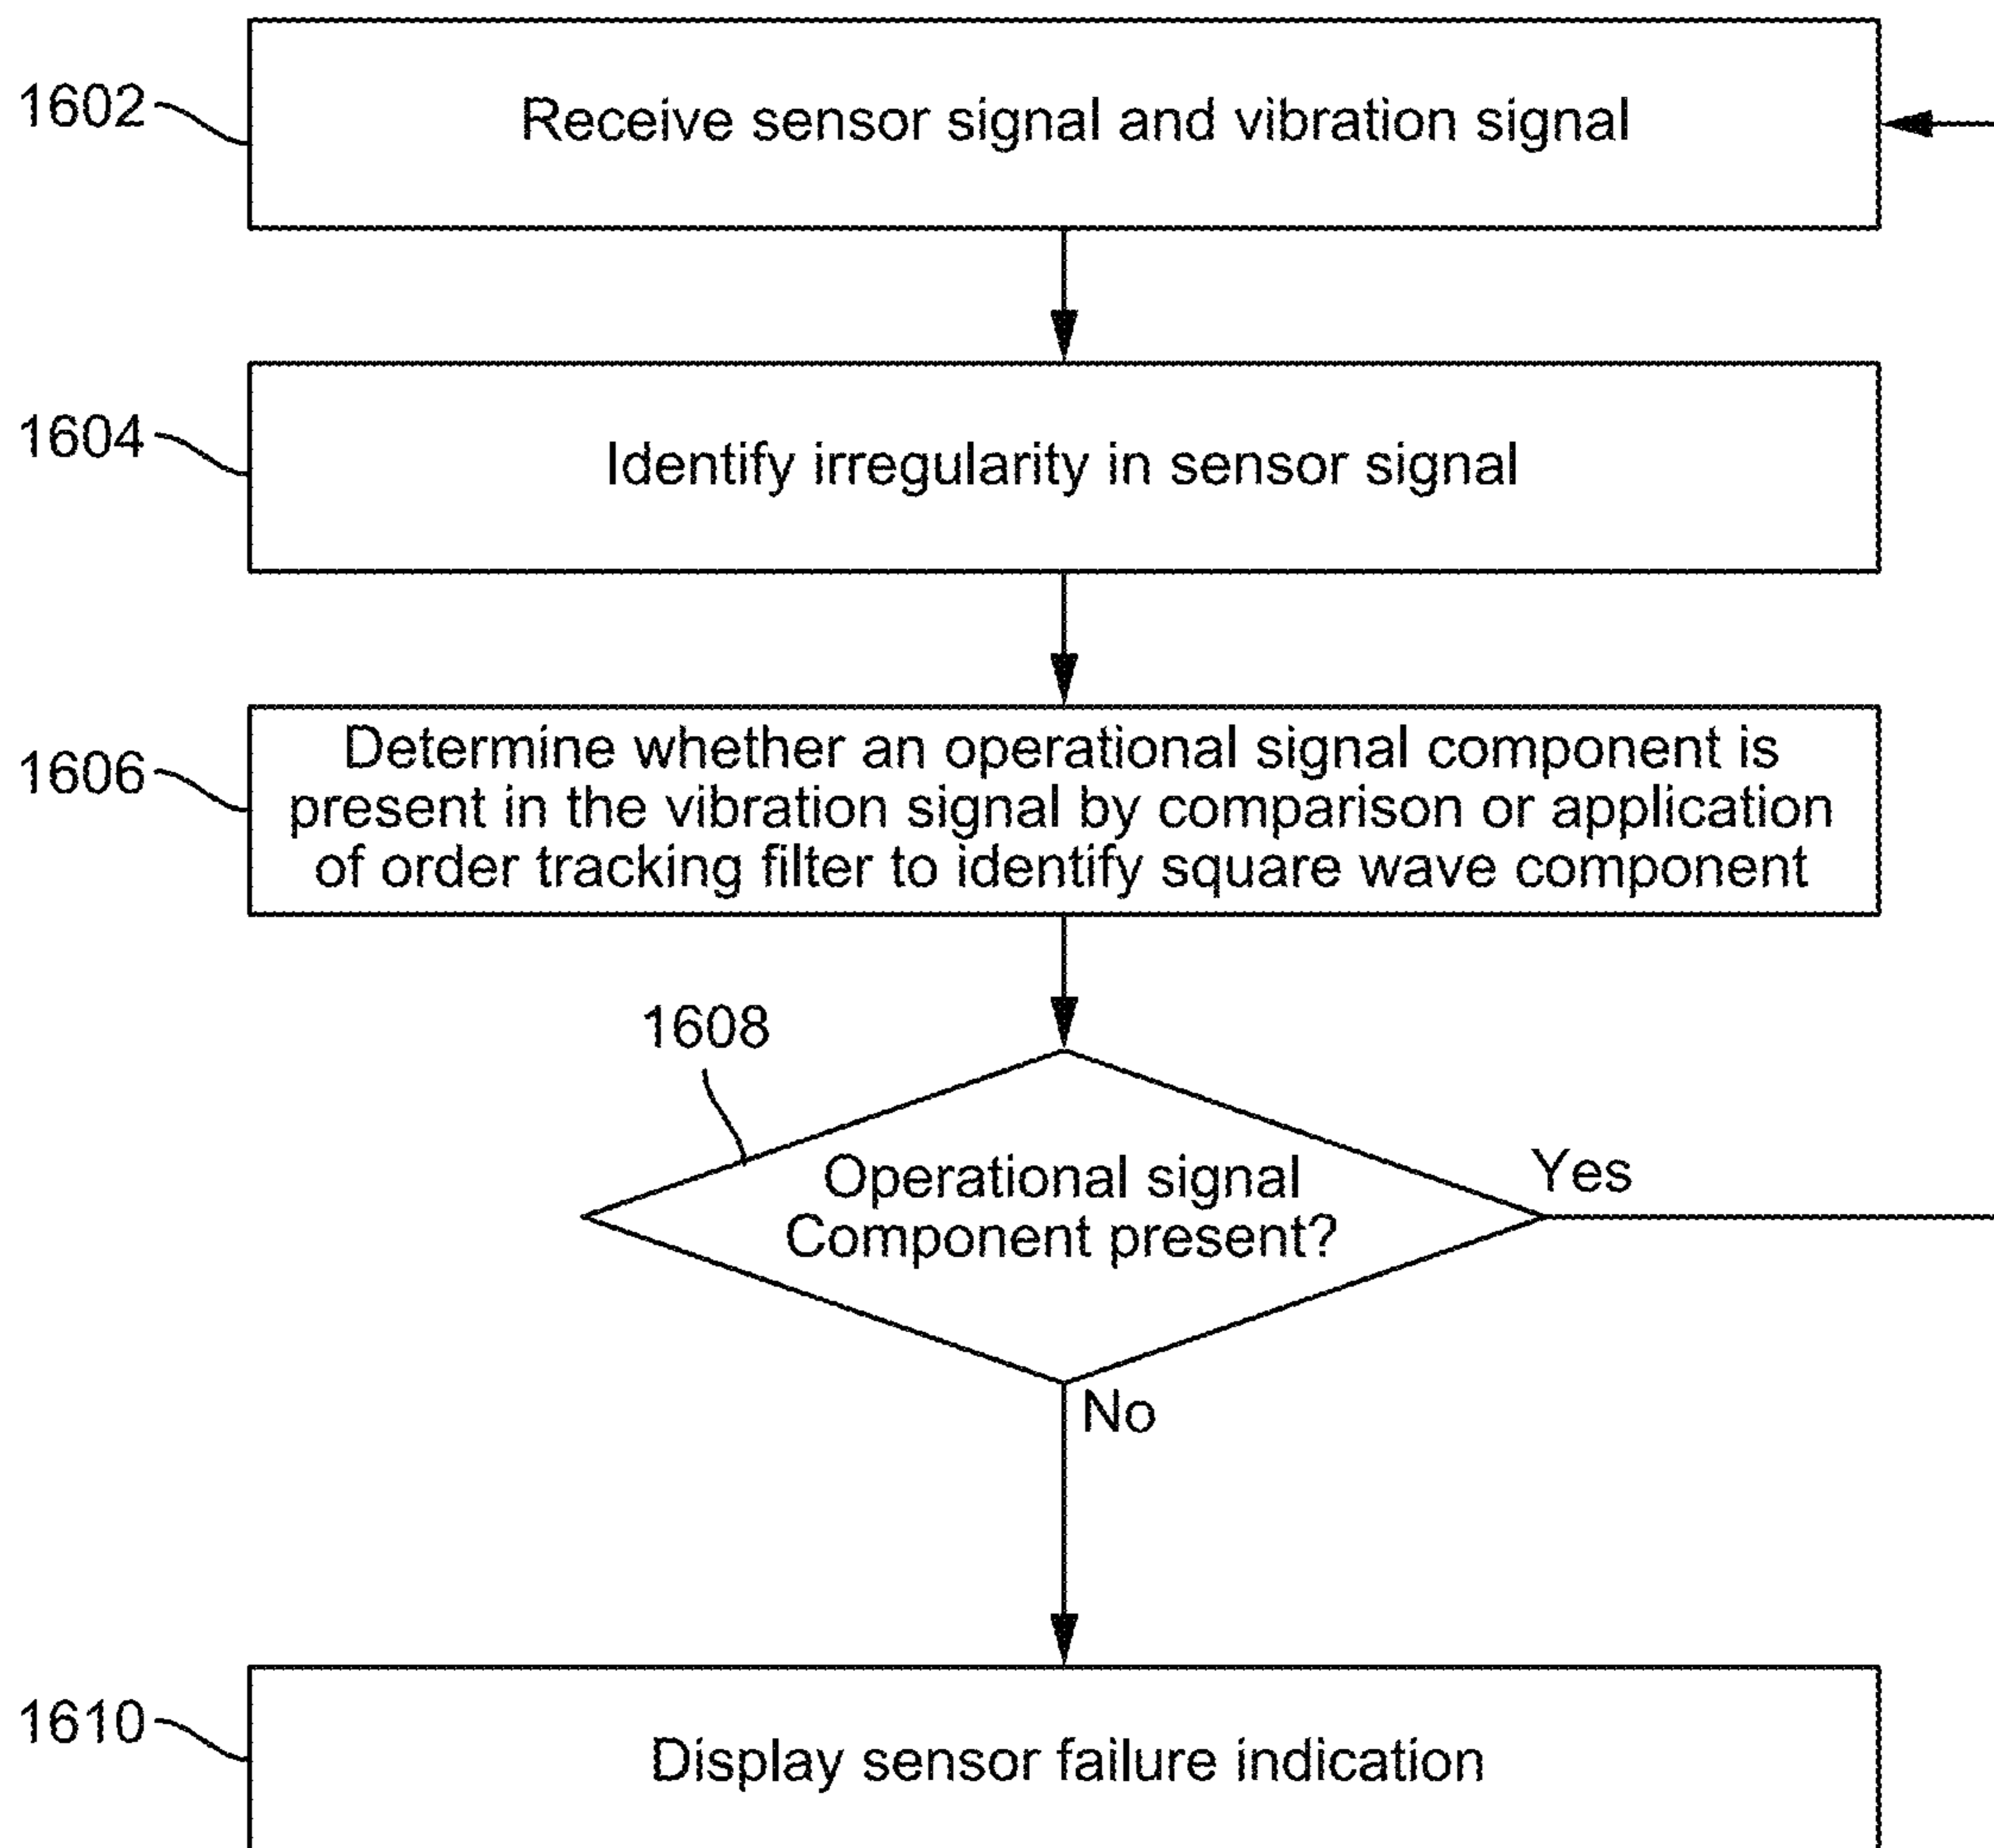 1602
Receive sensor signal and vibration signal
1604
Identify irregularity in sensor signal
1606
Determine whether an operational signal component is
present in the vibration signal by comparison or application
of order tracking filter to identify square wave component
1608
Operational signal
Component present?
Yes
No
1610
Display sensor failure indication